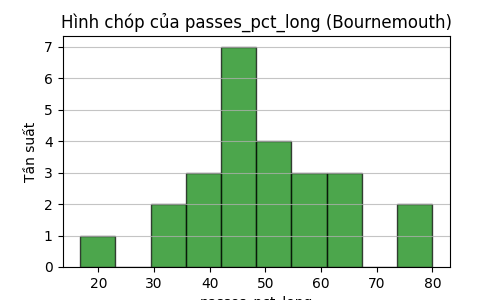 Hình chóp của passes_pct_long (Bournemouth)
Tần suất
7
6
5
4
3
2
1
0
20 30 40 50 60 70 80
passes_pct_long